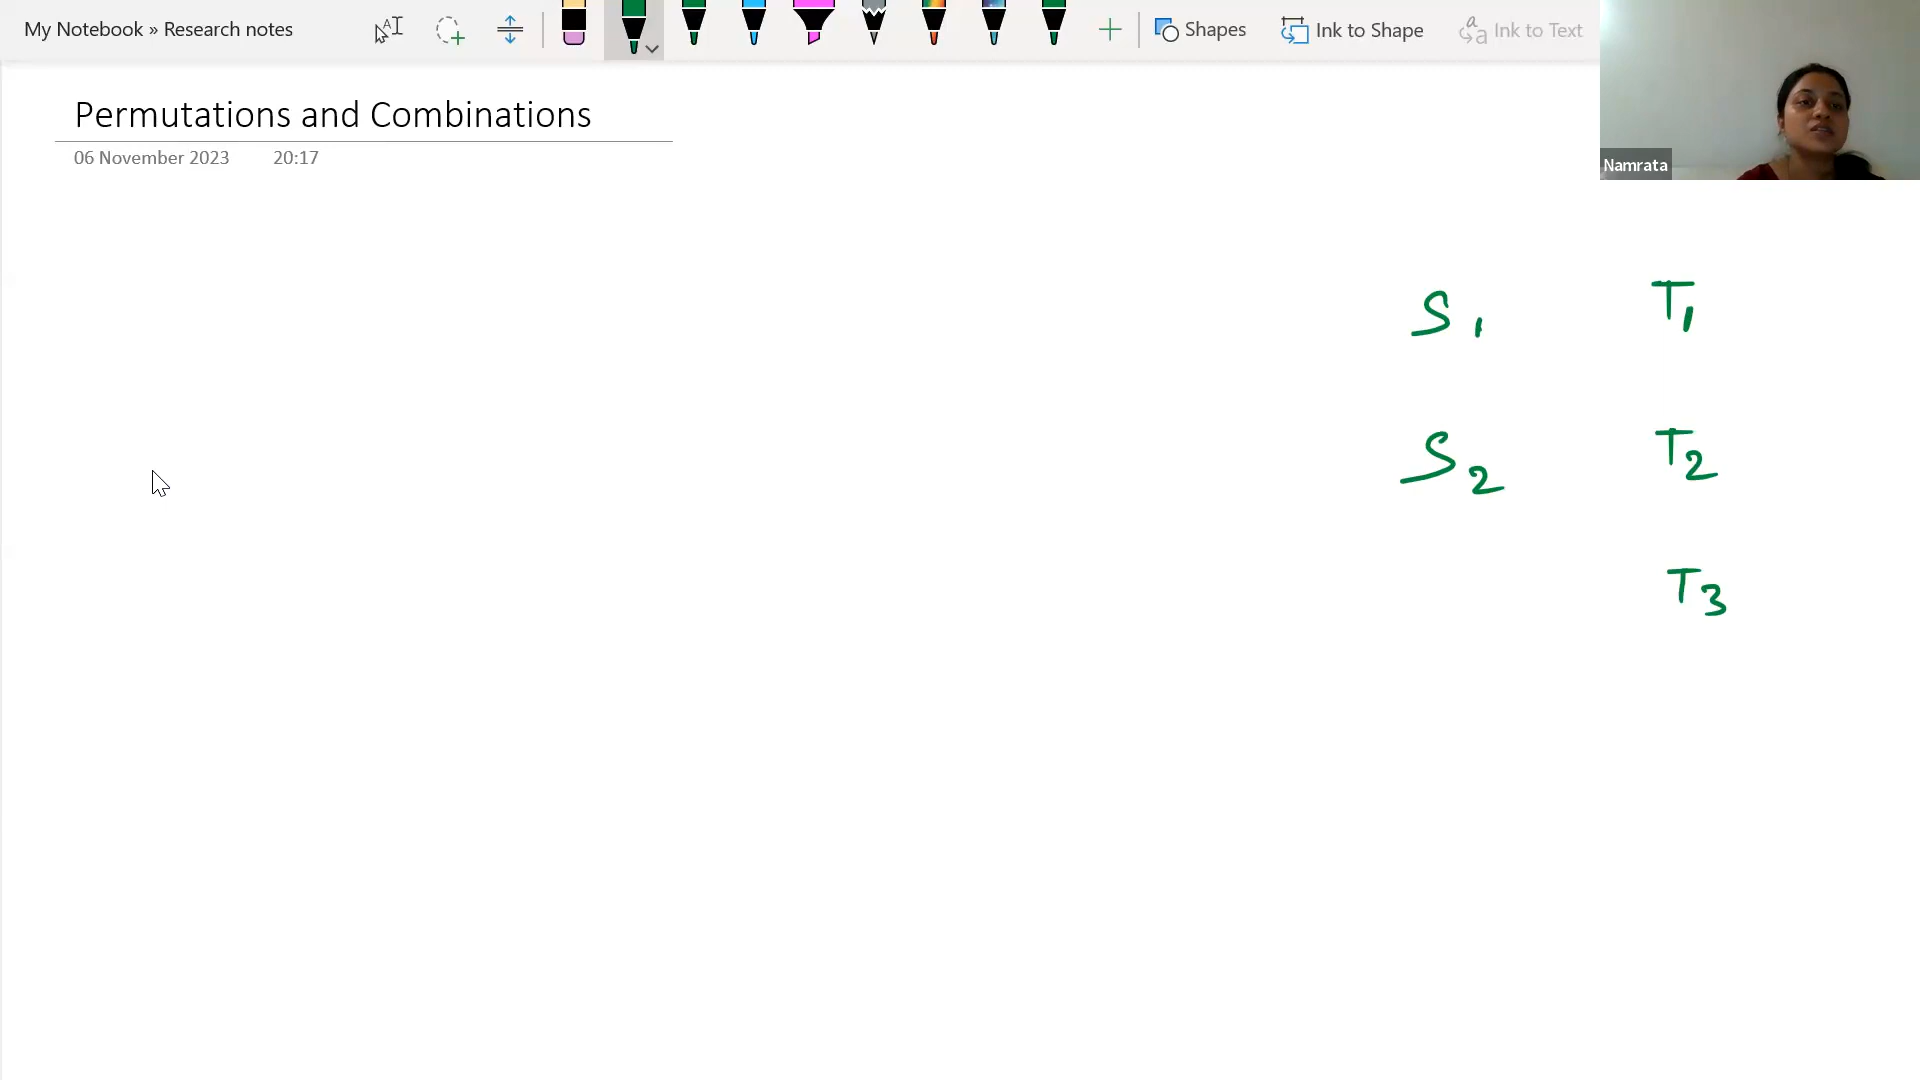 My Notebook » Research notes
Shapes
Ink to Shape
Ink to Text
Namrata
Permutations and Combinations
06 November 2023 20:17
S1 T1
S2 T2
T3